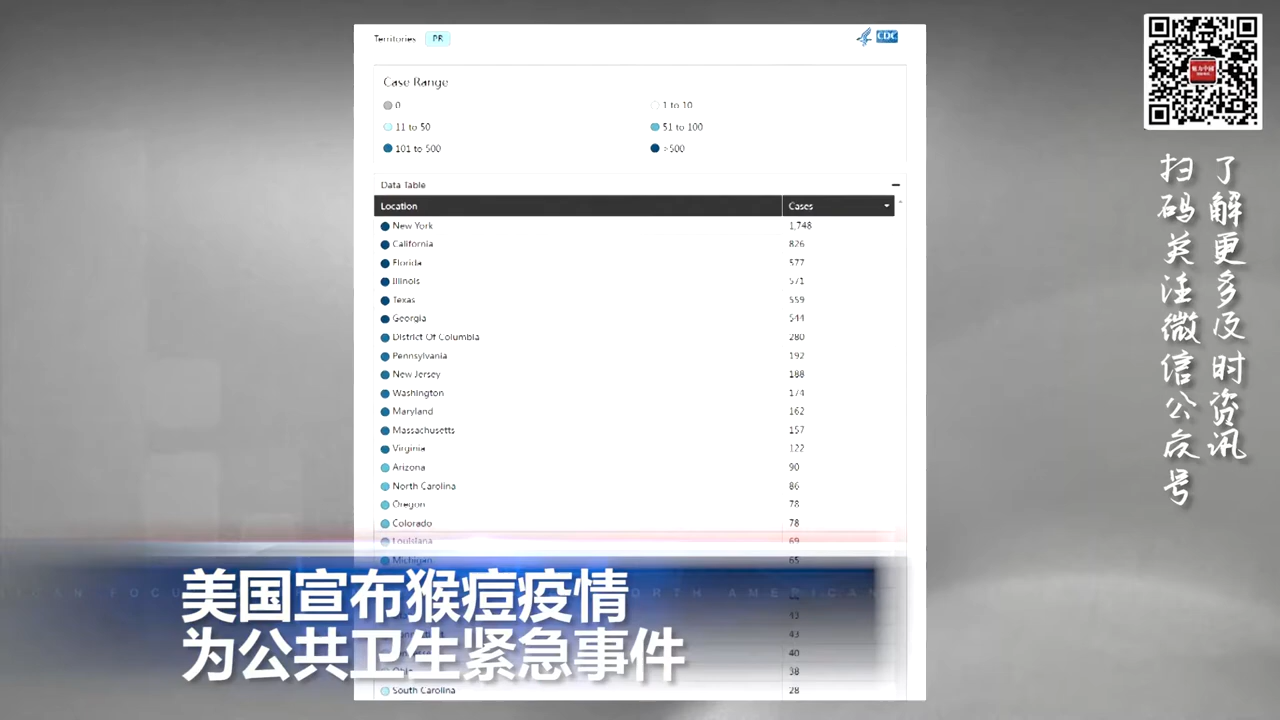 Territories PR
CDC
Case Range
0
1 to 10
11 to 50
51 to 100
101 to 500
>500
Data Table
Location Cases
New York 1,748
California 826
Florida 577
Illinois 571
Texas 559
Georgia 544
District Of Columbia 280
Pennsylvania 192
New Jersey 188
Washington 174
Maryland 162
Massachusetts 157
Virginia 122
Arizona 90
North Carolina 86
Oregon 78
Colorado 78
Louisiana 69
Michigan 65
43
43
40
Ohio 38
South Carolina 28
美国宣布猴痘疫情
为公共卫生紧急事件
了解更多及时资讯
扫码关注微信公众号